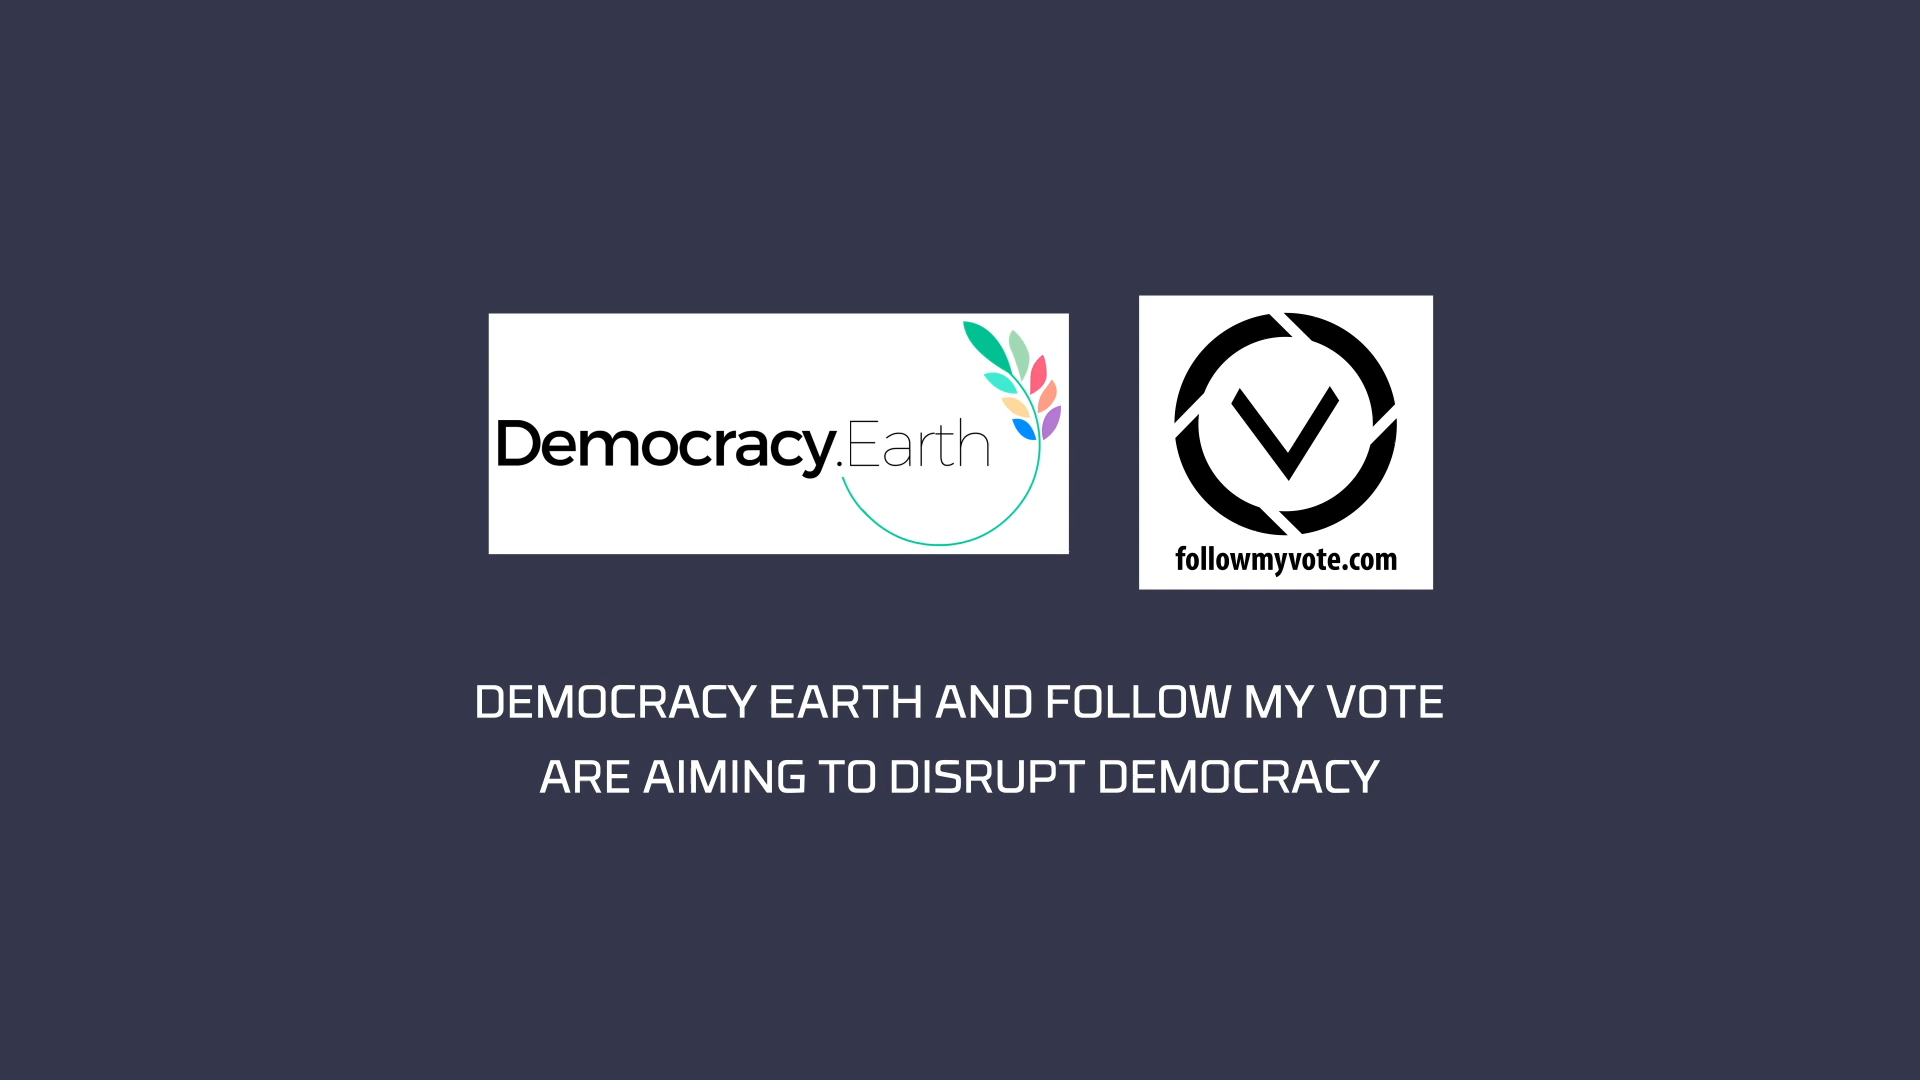 Democracy.Earth
followmyvote.com
DEMOCRACY EARTH AND FOLLOW MY VOTE
ARE AIMING TO DISRUPT DEMOCRACY